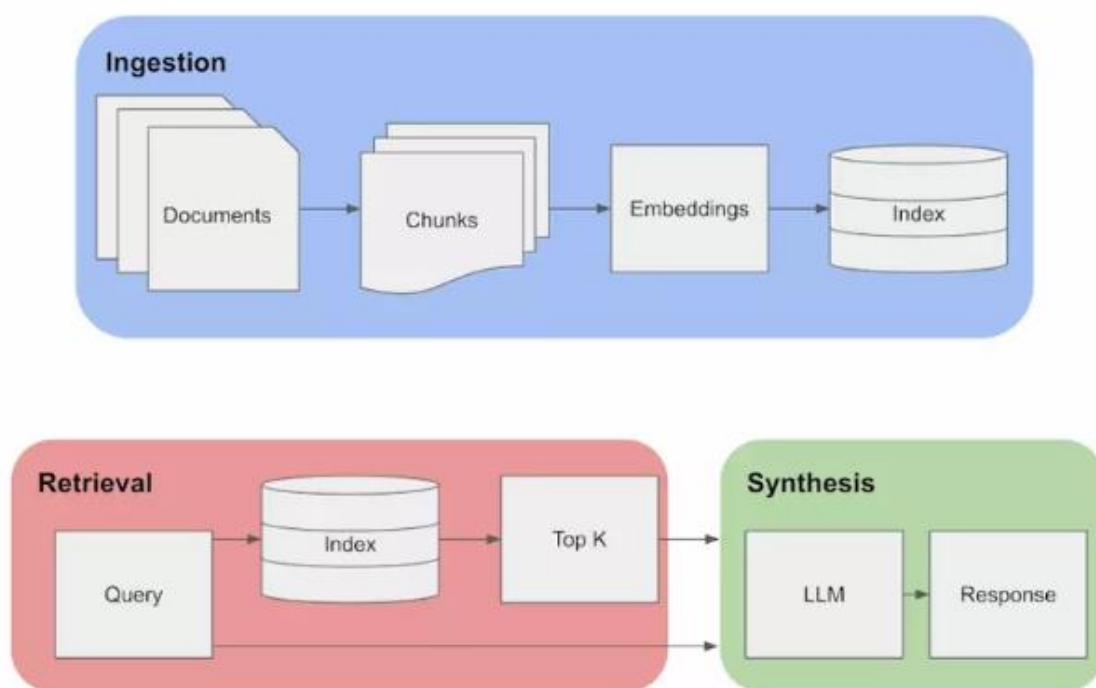 Ingestion
Documents
Chunks
Embeddings
Index
Retrieval
Query
Index
Top K
Synthesis
LLM
Response